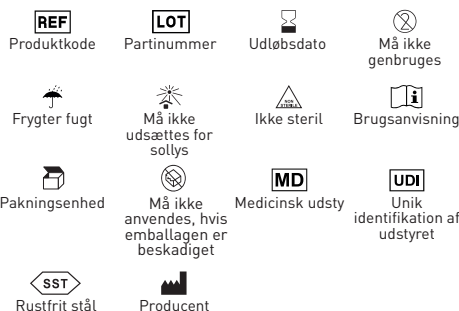 REF
LOT
Produktkode
Partinummer
Udløbsdato
Må ikke
genbruges
NON
STERILE
i
Frygter fugt
Må ikke
udsættes for
sollys
Ikke steril
Brugsanvisning
MD
UDI
Pakningsenhed
Må ikke
anvendes, hvis
emballagen er
beskadiget
Medicinsk udsty
Unik
identifikation af
udstyret
SST
Rustfrit stål
Producent